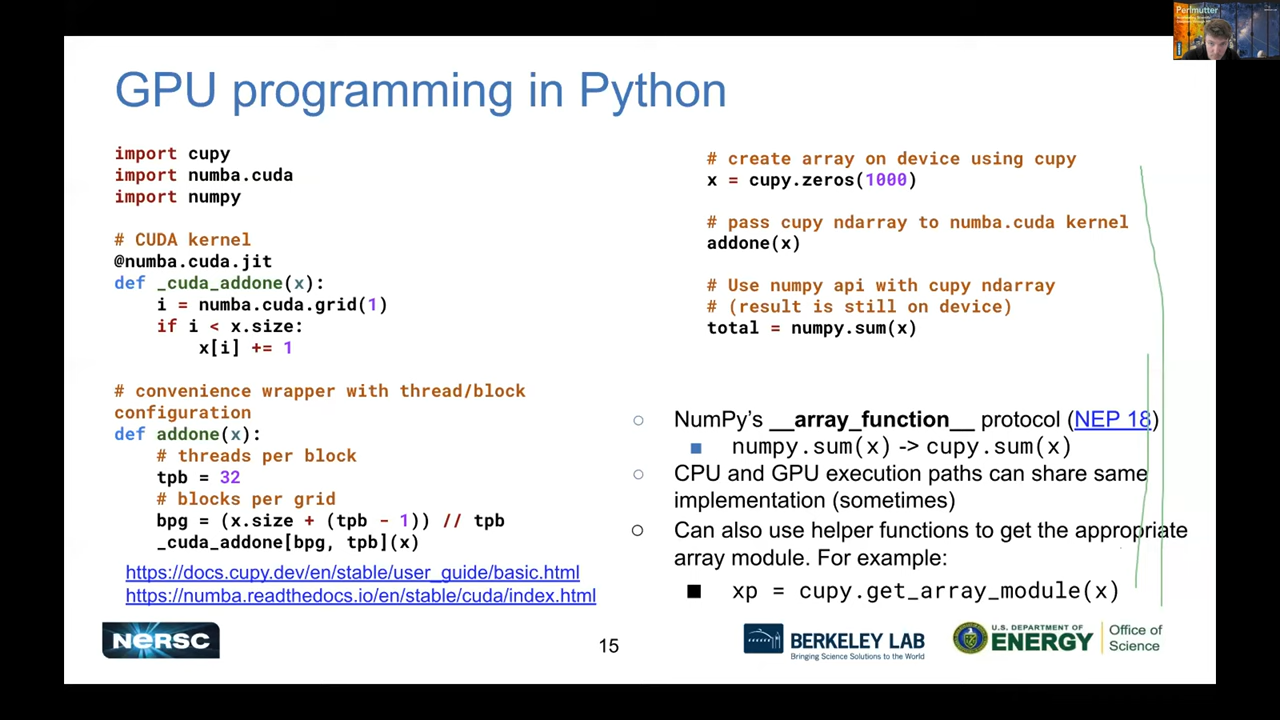 Perlmutter
GPU programming in Python
import cupy
import numba.cuda
import numpy
# CUDA kernel
@numba.cuda.jit
def _cuda_addone(x):
    i = numba.cuda.grid(1)
    if i < x.size:
        x[i] += 1
# convenience wrapper with thread/block
configuration
def addone(x):
    # threads per block
    tpb = 32
    # blocks per grid
    bpg = (x.size + (tpb - 1)) // tpb
    _cuda_addone[bpg, tpb](x)
https://docs.cupy.dev/en/stable/user_guide/basic.html
https://numba.readthedocs.io/en/stable/cuda/index.html
# create array on device using cupy
x = cupy.zeros(1000)
# pass cupy ndarray to numba.cuda kernel
addone(x)
# Use numpy api with cupy ndarray
# (result is still on device)
total = numpy.sum(x)
NumPy’s __array_function__ protocol (NEP 18)
numpy.sum(x) -> cupy.sum(x)
CPU and GPU execution paths can share same
implementation (sometimes)
Can also use helper functions to get the appropriate
array module. For example:
xp = cupy.get_array_module(x)
NERSC
15
BERKELEY LAB
Bringing Science Solutions to the World
U.S. DEPARTMENT OF
ENERGY
Office of
Science